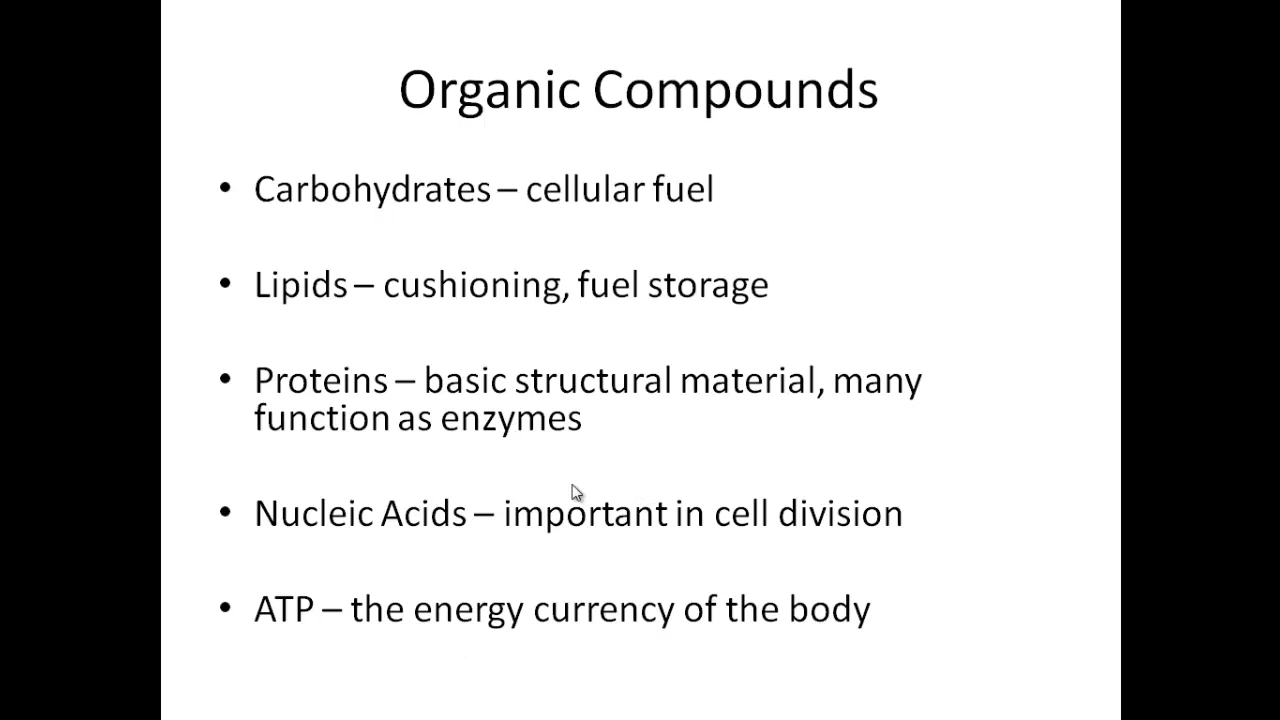 Organic Compounds
• Carbohydrates – cellular fuel
• Lipids – cushioning, fuel storage
• Proteins – basic structural material, many
function as enzymes
• Nucleic Acids – important in cell division
• ATP – the energy currency of the body